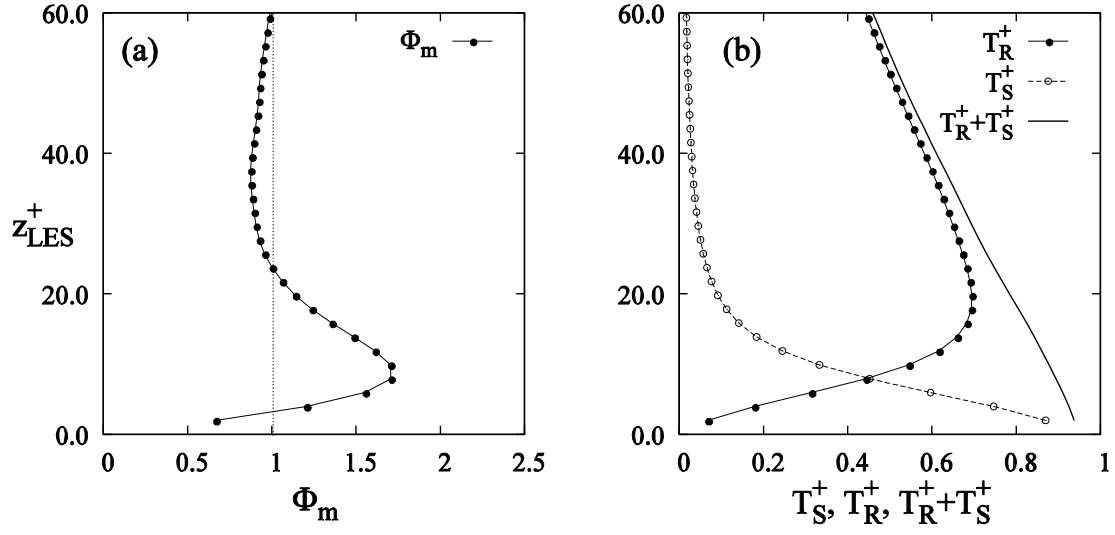 60.0
40.0
20.0
0.0
z⁺LES
(a)
Φm
0 0.5 1 1.5 2 2.5
Φm
60.0
40.0
20.0
0.0
(b)
T⁺R
T⁺S
T⁺R+T⁺S
0 0.2 0.4 0.6 0.8 1
T⁺S, T⁺R, T⁺R+T⁺S